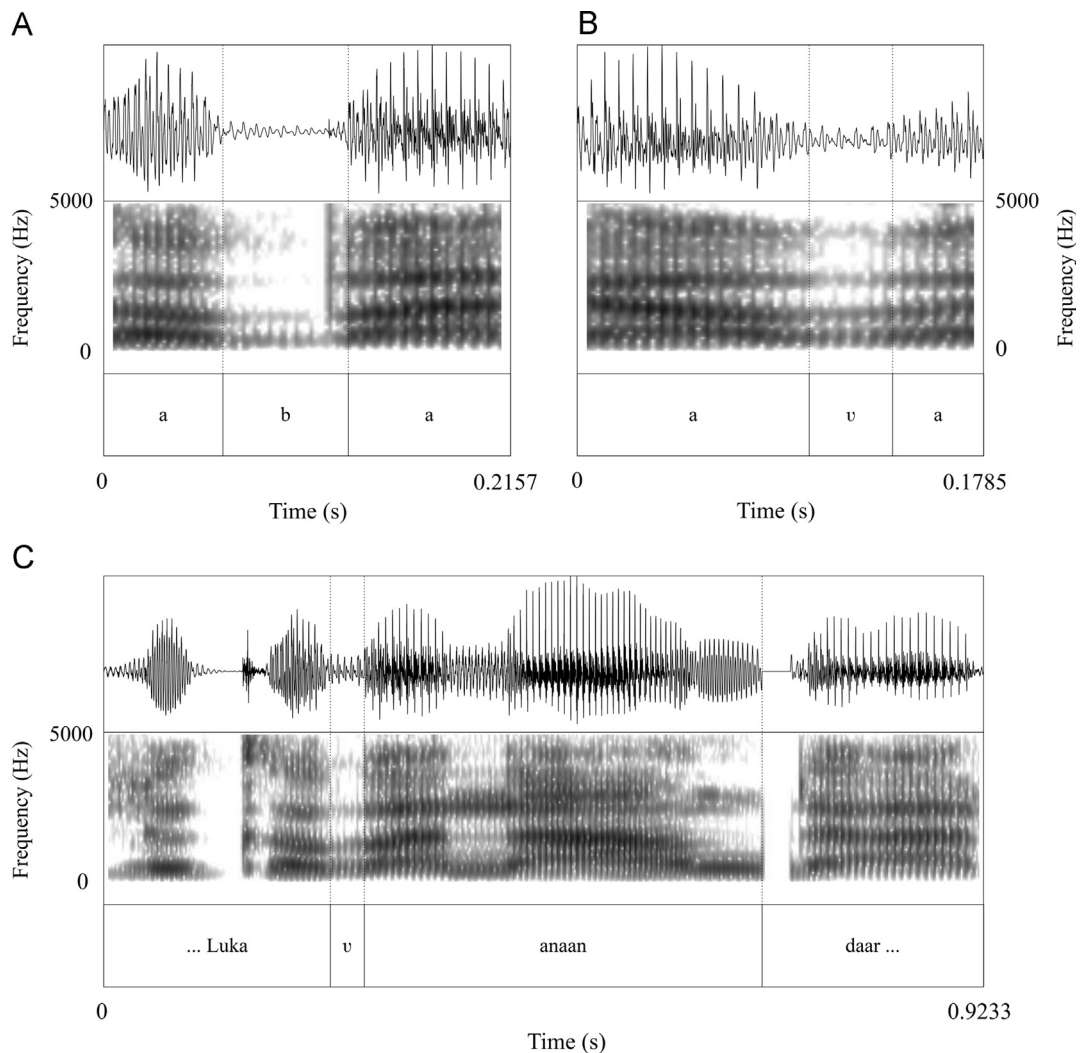 A
B
5000
5000
Frequency (Hz)
Frequency (Hz)
0
0
a b a
a ʋ a
0 0.2157
0 0.1785
Time (s)
Time (s)
C
5000
Frequency (Hz)
0
... Luka ʋ anaan daar ...
0 0.9233
Time (s)